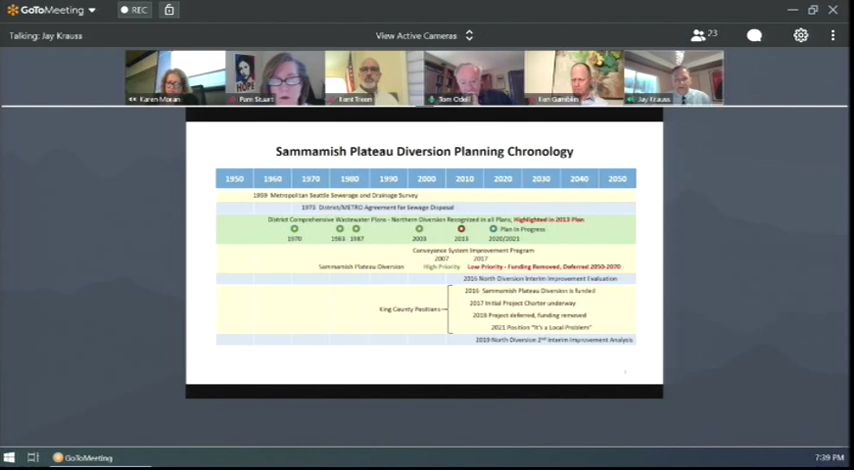 GoToMeeting
REC
Talking: Jay Krauss
View Active Cameras
23
Karen Moran
Pam Stuart
Kent Treen
Tom Odell
Ken Gamblin
Jay Krauss
Sammamish Plateau Diversion Planning Chronology
1950 1960 1970 1980 1990 2000 2010 2020 2030 2040 2050
1959 Metropolitan Seattle Sewerage and Drainage Survey
1973 District/METRO Agreement for Sewage Disposal
District Comprehensive Wastewater Plans - Northern Diversion Recognized in all Plans, Highlighted in 2013 Plan
Plan In Progress
1970 1983 1987 2003 2013 2020/2021
Conveyance System Improvement Program
2007 2017
Sammamish Plateau Diversion High Priority Low Priority - Funding Removed, Deferred 2050-2070
2016 North Diversion Interim Improvement Evaluation
2016 Sammamish Plateau Diversion is funded
2017 Initial Project Charter underway
King County Positions
2018 Project deferred, funding removed
2021 Position "It's a Local Problem"
2019 North Diversion 2nd Interim Improvement Analysis
GoToMeeting
7:39 PM